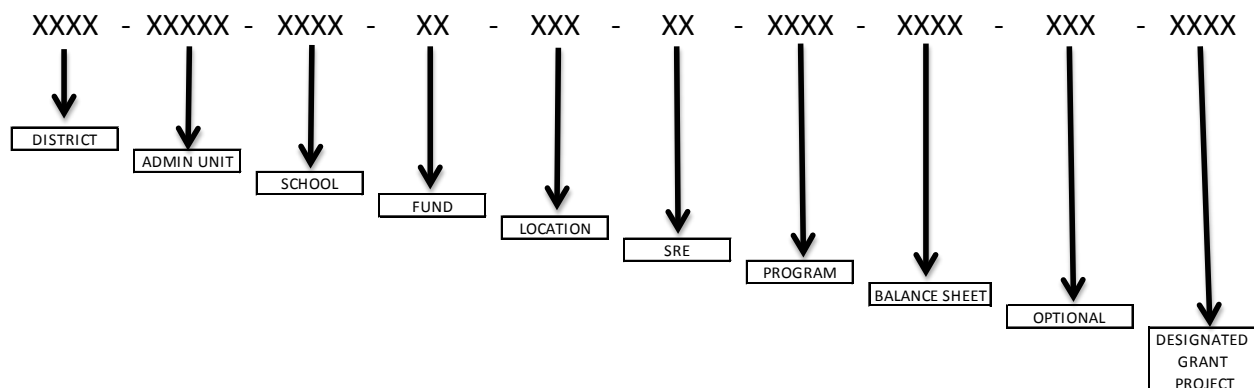 XXXX - XXXXX - XXXX - XX - XXX - XX - XXXX - XXXX - XXX - XXXX
DISTRICT
ADMIN UNIT
SCHOOL
FUND
LOCATION
SRE
PROGRAM
BALANCE SHEET
OPTIONAL
DESIGNATED
GRANT
PROJECT